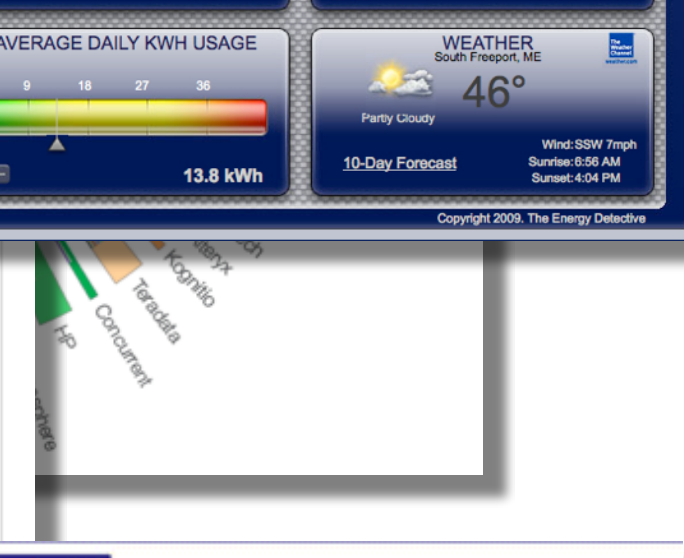 AVERAGE DAILY KWH USAGE
9 18 27 36
13.8 kWh
WEATHER
South Freeport, ME
The
Weather
Channel
weather.com
46°
Partly Cloudy
10-Day Forecast
Wind:SSW 7mph
Sunrise:6:56 AM
Sunset:4:04 PM
Copyright 2009. The Energy Detective
Kognitio
Teradata
Concurrent
HP